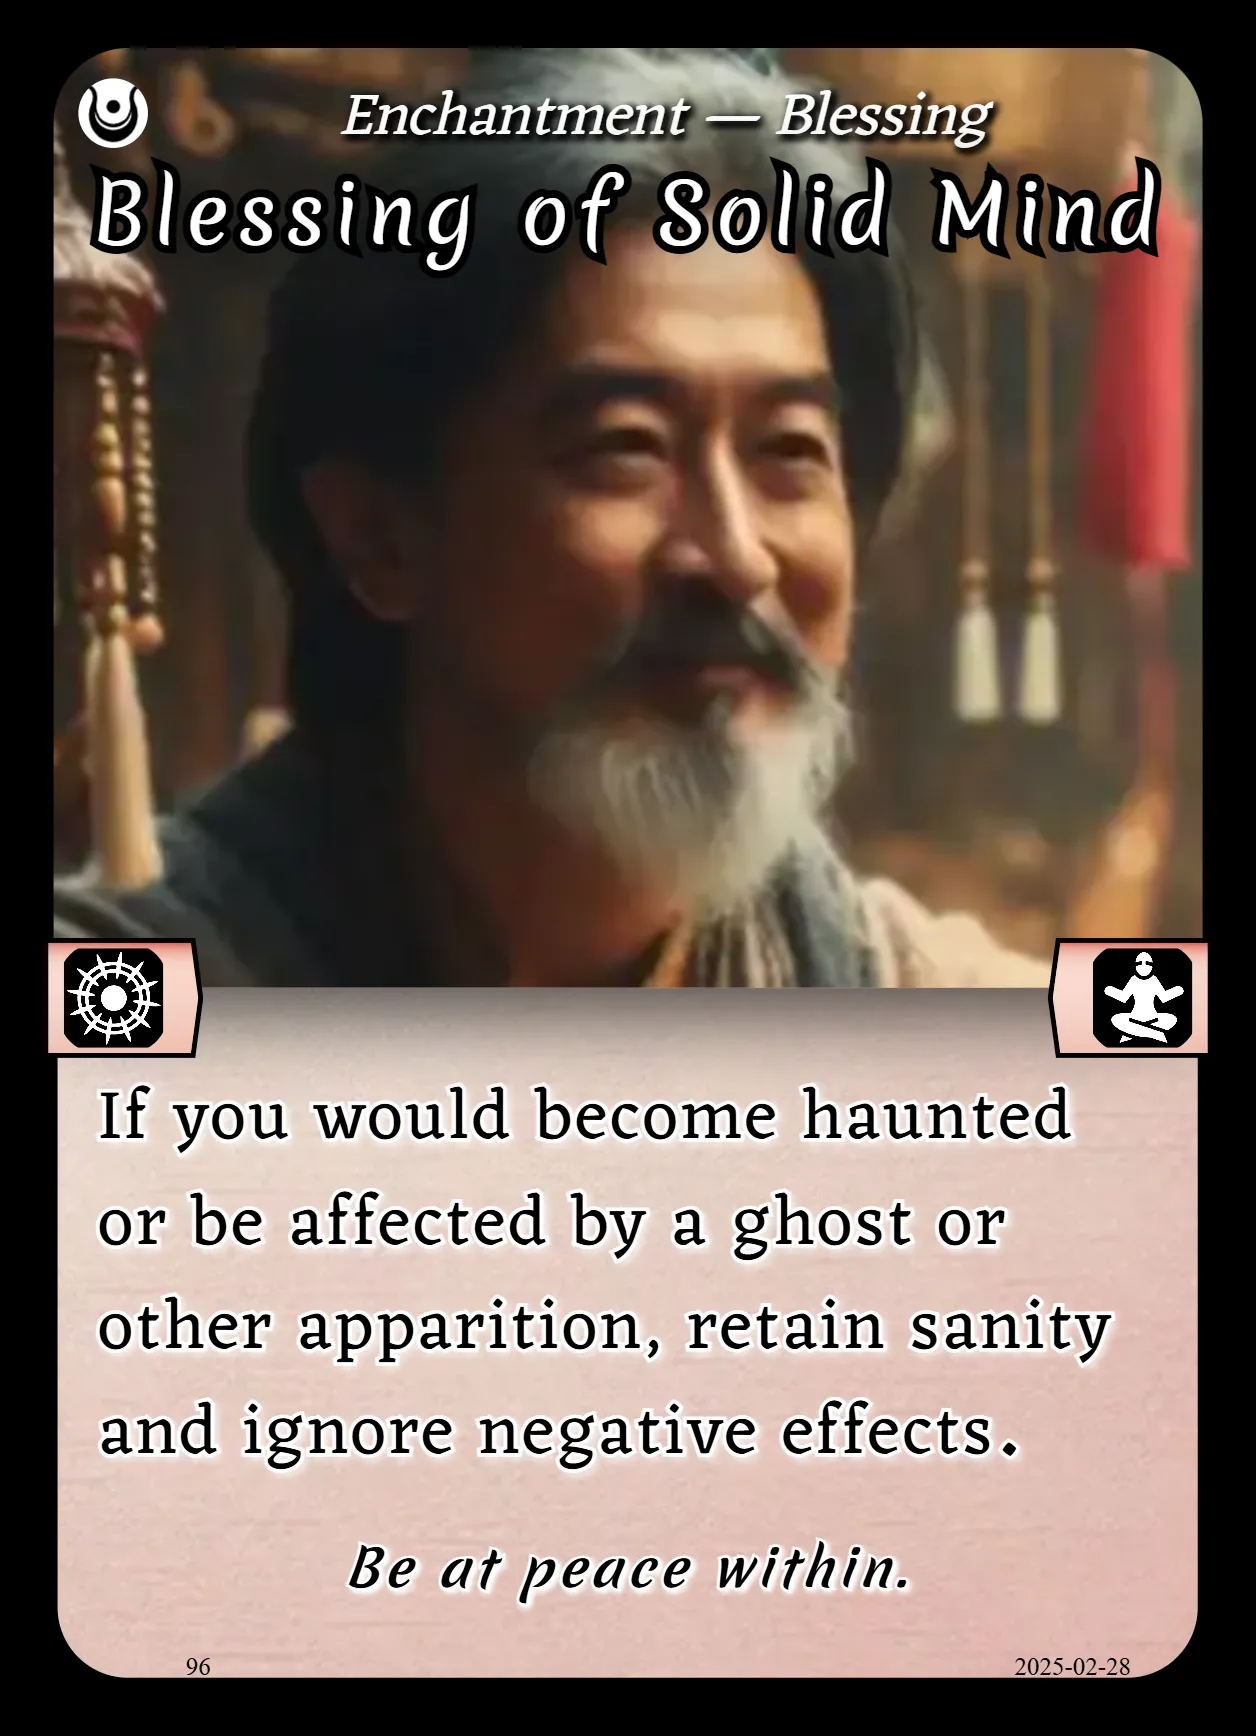 Enchantment — Blessing
Blessing of Solid Mind
If you would become haunted
or be affected by a ghost or
other apparition, retain sanity
and ignore negative effects.
Be at peace within.
96
2025-02-28